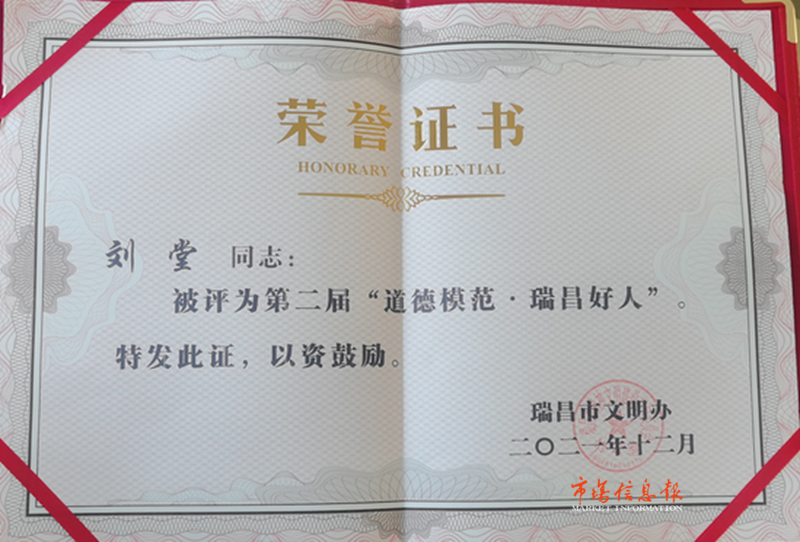 荣誉证书
HONORARY CREDENTIAL
刘 堂 同志：
被评为第二届“道德模范·瑞昌好人”。
特发此证，以资鼓励。
瑞昌市文明办
二〇二一年十二月
市场信息报
MARKET INFORMATION